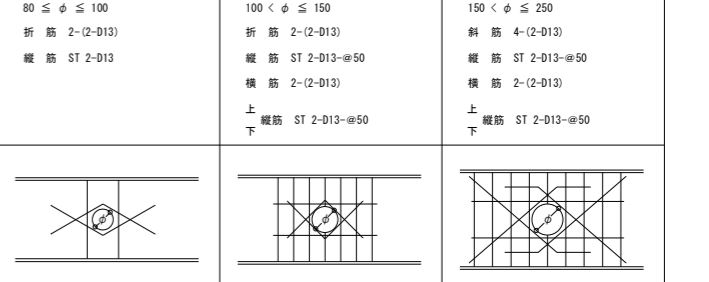 80 ≦ φ ≦ 100
折 筋 2-(2-D13)
縦 筋 ST 2-D13
100 < φ ≦ 150
折 筋 2-(2-D13)
縦 筋 ST 2-D13-@50
横 筋 2-(2-D13)
上
下
縦筋 ST 2-D13-@50
150 < φ ≦ 250
斜 筋 4-(2-D13)
縦 筋 ST 2-D13-@50
横 筋 2-(2-D13)
上
下
縦筋 ST 2-D13-@50
φ
φ
φ